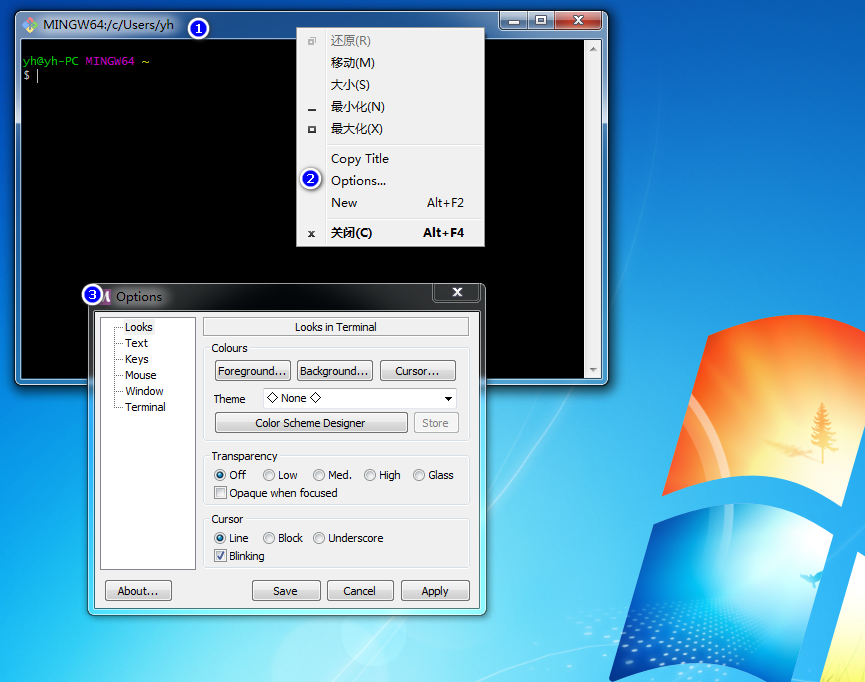 MINGW64:/c/Users/yh
1
yh@yh-PC MINGW64 ~
$
还原(R)
移动(M)
大小(S)
最小化(N)
最大化(X)
Copy Title
2
Options...
New Alt+F2
x 关闭(C) Alt+F4
3
Options
Looks
Text
Keys
Mouse
Window
Terminal
Looks in Terminal
Colours
Foreground... Background... Cursor...
Theme ◇ None ◇
Color Scheme Designer Store
Transparency
Off Low Med. High Glass
Opaque when focused
Cursor
Line Block Underscore
Blinking
About... Save Cancel Apply